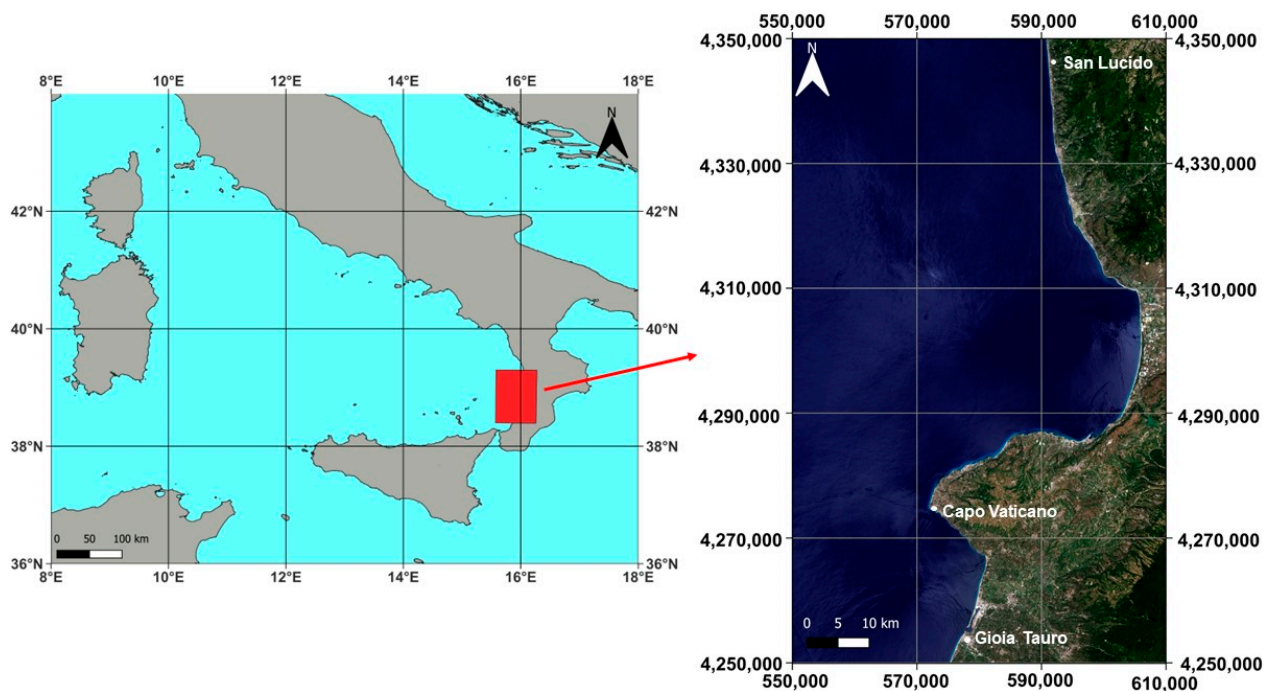 8°E 10°E 12°E 14°E 16°E 18°E
N
42°N 42°N
40°N 40°N
38°N 38°N
0 50 100 km
36°N 36°N
8°E 10°E 12°E 14°E 16°E 18°E
550,000 570,000 590,000 610,000
4,350,000 4,350,000
N
San Lucido
4,330,000 4,330,000
4,310,000 4,310,000
4,290,000 4,290,000
Capo Vaticano
4,270,000 4,270,000
0 5 10 km
Gioia Tauro
4,250,000 4,250,000
550,000 570,000 590,000 610,000